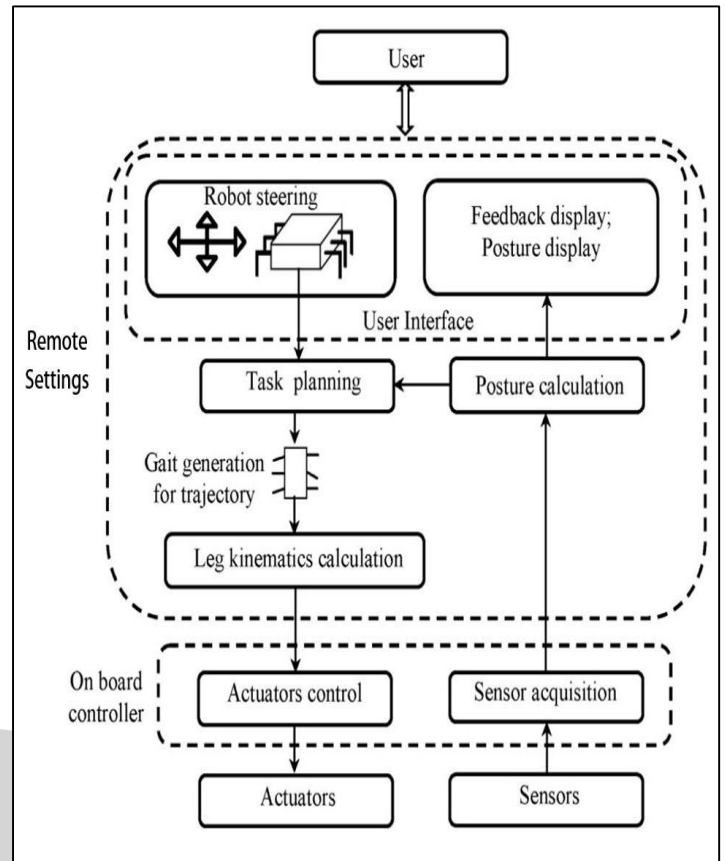 User
Robot steering
Feedback display;
Posture display
User Interface
Remote
Settings
Task planning
Posture calculation
Gait generation
for trajectory
Leg kinematics calculation
On board
controller
Actuators control
Sensor acquisition
Actuators
Sensors